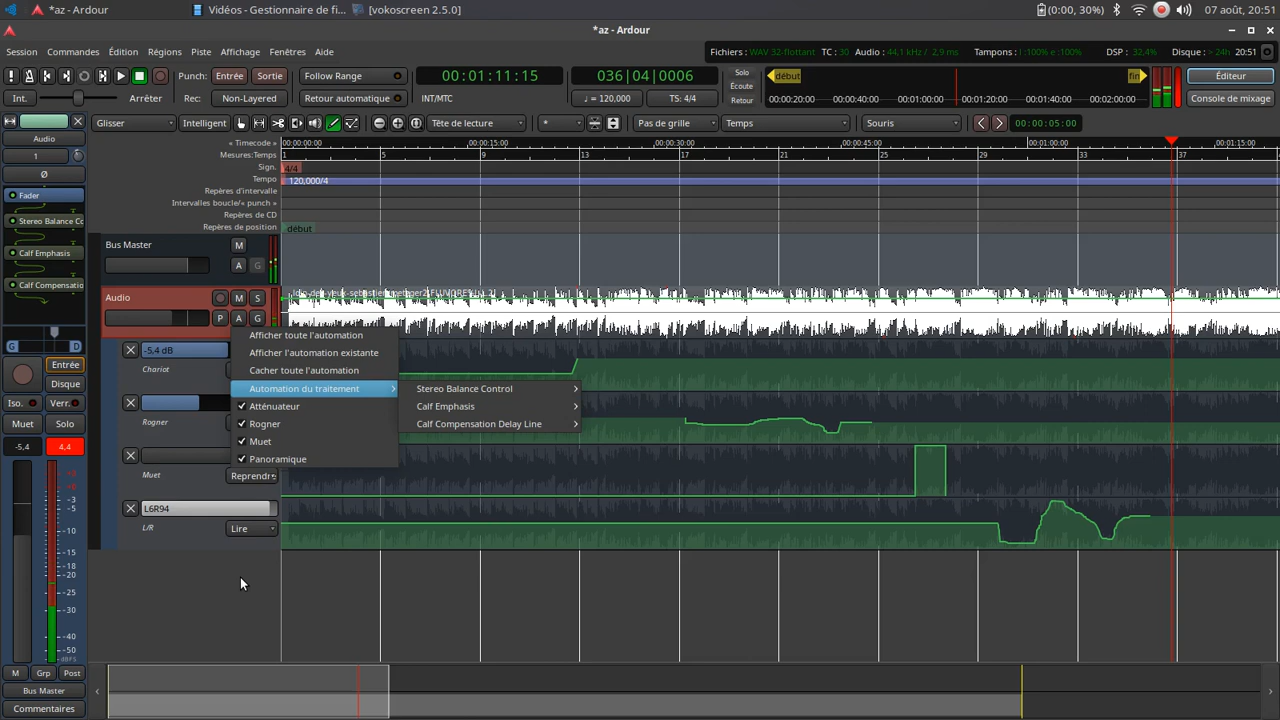 *az - Ardour
Vidéos - Gestionnaire de fi...
[vokoscreen 2.5.0]
(0:00, 30%)
07 août, 20:51
*az - Ardour
Session Commandes Édition Régions Piste Affichage Fenêtres Aide
Fichiers : WAV 32-flottant TC : 30 Audio : 44,1 kHz / 2,9 ms Tampons : l :100% e :100% DSP : 32,4% Disque : > 24h 20:51
Punch: Entrée Sortie
Follow Range
00:01:11:15
036|04|0006
Solo
Ecoute
Retour
début
fin
00:00:20:00 00:00:40:00 00:01:00:00 00:01:20:00 00:01:40:00 00:02:00:00
Éditeur
Console de mixage
Int.
Arrêter
Rec: Non-Layered
Retour automatique
INT/MTC
♩ = 120,000
TS: 4/4
Audio
Glisser
Intelligent
Tête de lecture
*
Pas de grille
Temps
Souris
00:00:05:00
« Timecode »
00:00:00:00 00:00:15:00 00:00:30:00 00:00:45:00 00:01:00:00 00:01:15:00
Mesures:Temps
1 5 9 13 17 21 25 29 33 37
Sign.
4/4
Tempo
120,000/4
Repères d'intervalle
Intervalles boucle/« punch »
Repères de CD
Repères de position
début
1
Ø
Fader
Stereo Balance Co
Calf Emphasis
Calf Compensatio
G D
Entrée
Disque
Iso. Verr.
Muet Solo
-5,4 4,4
+3
+0
-3
-5
-10
-15
-18
-20
-25
-30
-40
-50
dBFS
M Grp Post
Bus Master
Commentaires
Bus Master
M
A G
Audio
M S
P A G
-5,4 dB
Chariot
Rogner
Muet
Reprendre
L6R94
L/R
Lire
Afficher toute l'automation
Afficher l'automation existante
Cacher toute l'automation
Automation du traitement
Atténuateur
Rogner
Muet
Panoramique
Stereo Balance Control
Calf Emphasis
Calf Compensation Delay Line